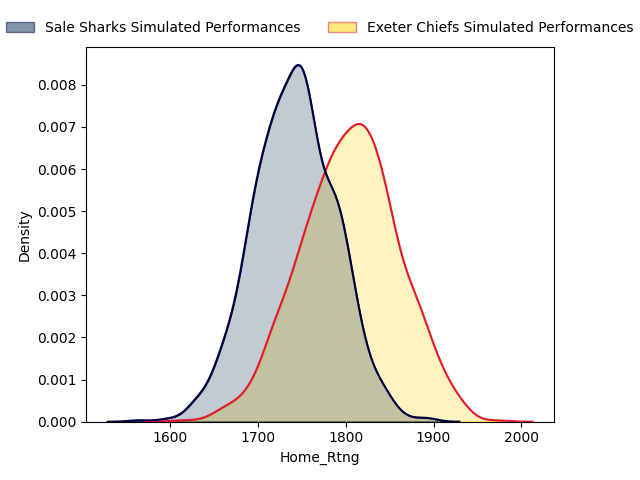 Sale Sharks Simulated Performances Exeter Chiefs Simulated Performances
0.008
0.007
0.006
0.005
0.004
0.003
0.002
0.001
0.000
Density
1600 1700 1800 1900 2000
Home_Rtng